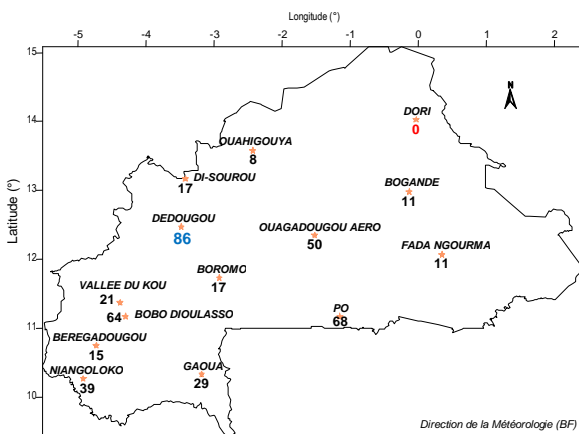 Longitude (°)
-5 -4 -3 -2 -1 0 1 2
15
14
13
12
11
10
Latitude (°)
N
DORI
0
OUAHIGOUYA
8
DI-SOUROU
17
BOGANDE
11
DEDOUGOU
86
OUAGADOUGOU AERO
50
FADA NGOURMA
11
BOROMO
17
VALLEE DU KOU
21
64 BOBO DIOULASSO
PO
68
BEREGADOUGOU
15
NIANGOLOKO
39
GAOUA
29
Direction de la Météorologie (BF)